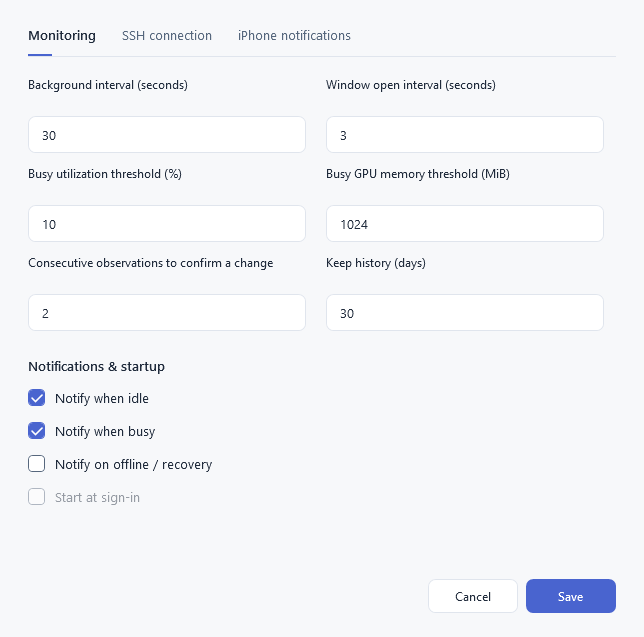 Monitoring
SSH connection
iPhone notifications
Background interval (seconds)
Window open interval (seconds)
30
3
Busy utilization threshold (%)
Busy GPU memory threshold (MiB)
10
1024
Consecutive observations to confirm a change
Keep history (days)
2
30
Notifications & startup
Notify when idle
Notify when busy
Notify on offline / recovery
Start at sign-in
Cancel
Save